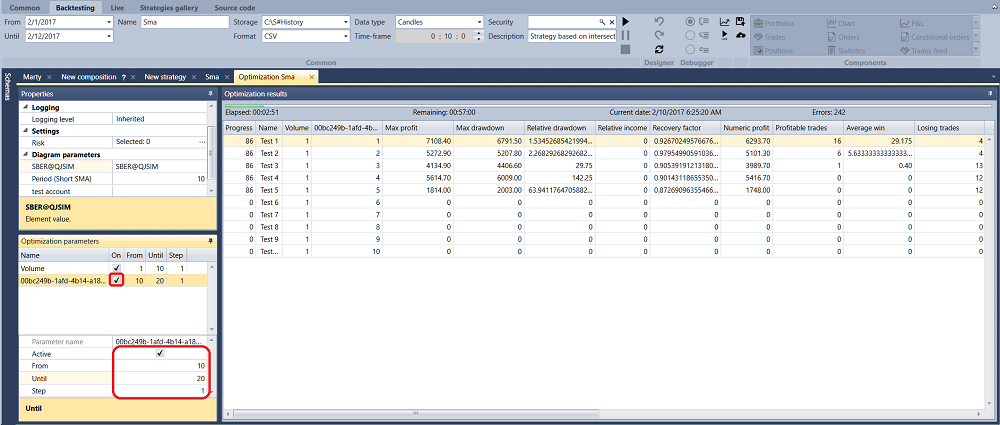 Common Backtesting Live Strategies gallery Source code
From 2/1/2017 Name Sma Storage C:\S#History Data type Candles Security
Until 2/12/2017 Format CSV Time-frame 0 : 10 : 0 Description Strategy based on intersect
Portfolios Chart P&L
Trades Orders Conditional orders
Positions Statistics Trades feed
Common Designer Debugger Components
Schemas
Marty × New composition ? × New strategy × Sma × Optimization Sma ×
Properties
Logging
Logging level Inherited
Settings
Risk Selected: 0 ...
Diagram parameters
SBER@QJSIM SBER@QJSIM
Period (Short SMA) 10
test account
SBER@QJSIM
Element value.
Optimization parameters
Name On From Until Step
Volume 1 10 1
00bc249b-1afd-4b14-a18... 10 20 1
Parameter name 00bc249b-1afd-4b14-a18...
Active
From 10
Until 20
Step 1
Until
Optimization results
Elapsed: 00:02:51 Remaining: 00:57:00 Current date: 2/10/2017 6:25:20 AM Errors: 242
Progress Name Volume 00bc249b-1afd-4b... Max profit Max drawdown Relative drawdown Relative income Recovery factor Numeric profit Profitable trades Average win Losing trades
86 Test 1 1 1 7108.40 6791.50 1.53452685421994... 0 0.92670249576676... 6293.70 16 29.175 4
86 Test 2 1 2 5272.90 5207.80 2.26829268292682... 0 0.97954990591036... 5101.30 6 5.63333333333333... 4
86 Test 3 1 3 4134.90 4406.60 29.75 0 0.90539191213180... 3989.70 1 0.40 13
86 Test 4 1 4 5614.70 6009.00 142.25 0 0.90143118655350... 5416.70 0 0 12
86 Test 5 1 5 1814.00 2003.00 63.9411764705882... 0 0.87269096355466... 1748.00 0 0 12
0 Test 6 1 6 0 0 0 0 0 0 0 0 0
0 Test 7 1 7 0 0 0 0 0 0 0 0 0
0 Test 8 1 8 0 0 0 0 0 0 0 0 0
0 Test 9 1 9 0 0 0 0 0 0 0 0 0
0 Test... 1 10 0 0 0 0 0 0 0 0 0